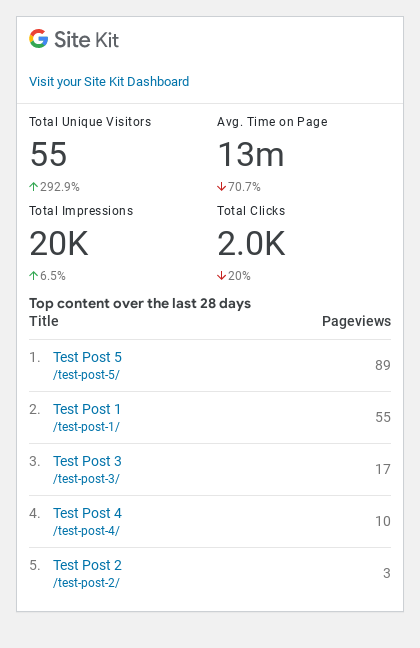 Site Kit
Visit your Site Kit Dashboard
Total Unique Visitors
55
292.9%
Avg. Time on Page
13m
70.7%
Total Impressions
20K
6.5%
Total Clicks
2.0K
20%
Top content over the last 28 days
Title Pageviews
1. Test Post 5 89
/test-post-5/
2. Test Post 1 55
/test-post-1/
3. Test Post 3 17
/test-post-3/
4. Test Post 4 10
/test-post-4/
5. Test Post 2 3
/test-post-2/